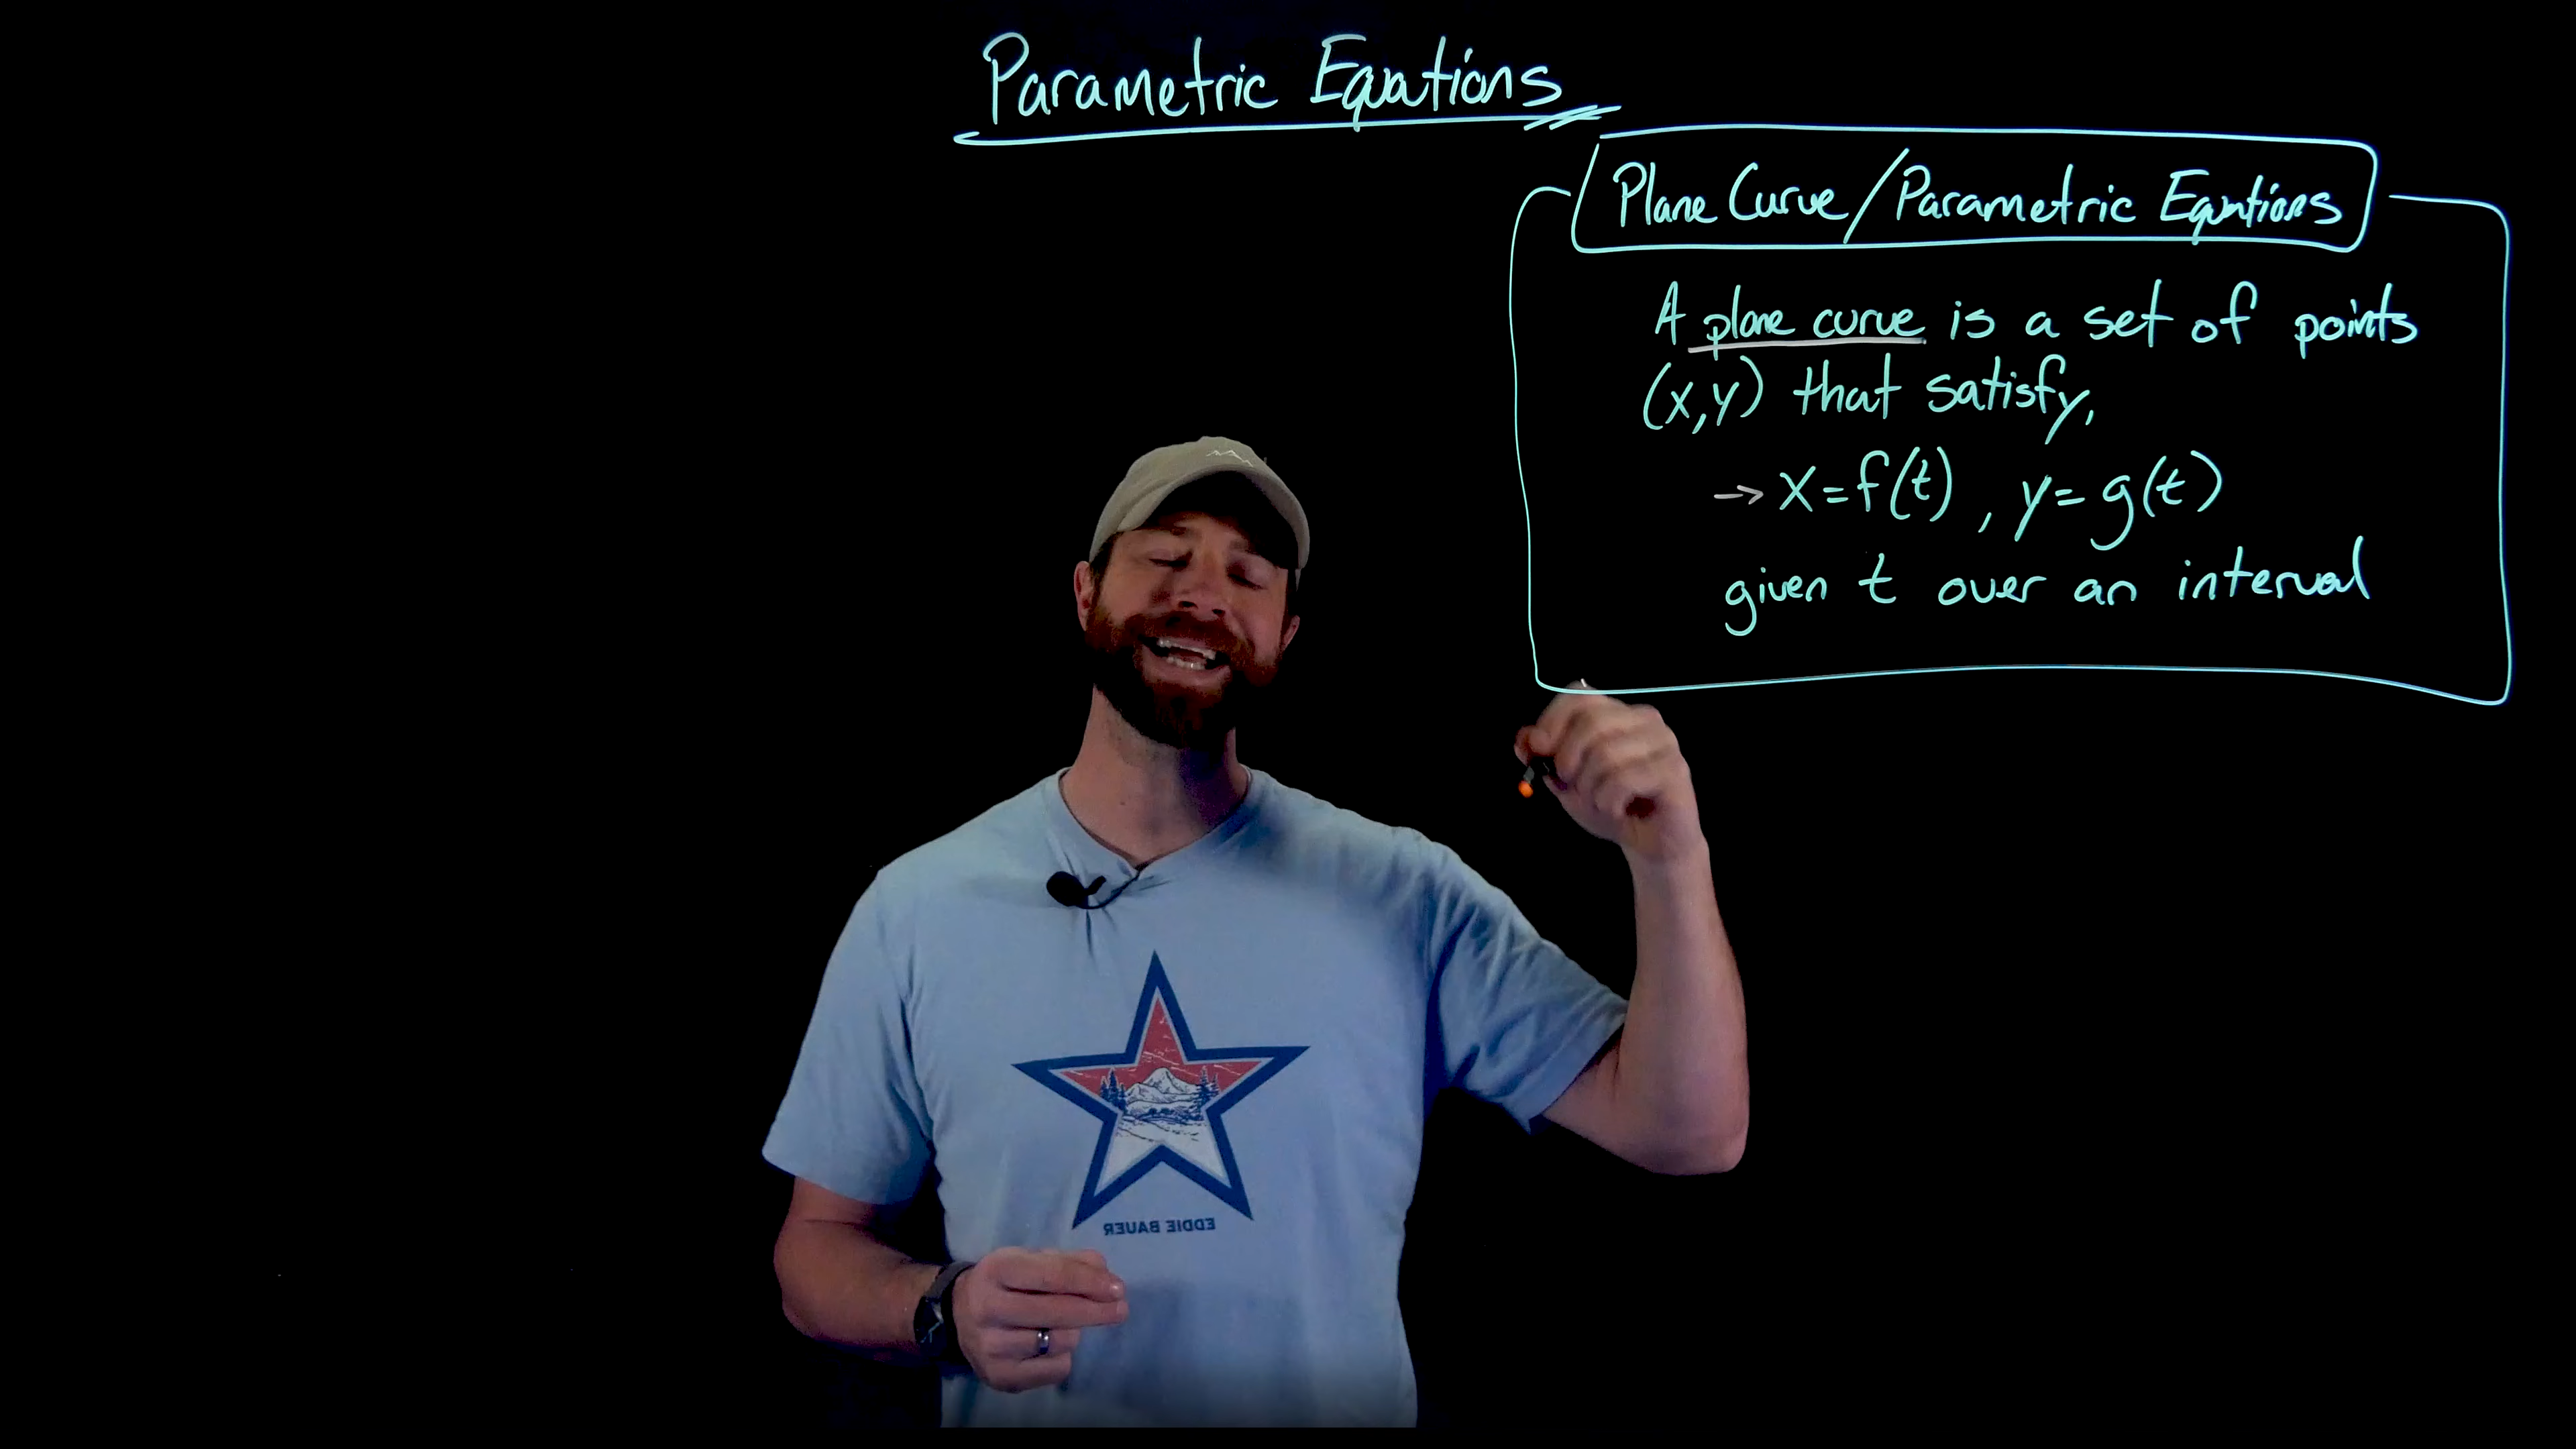 Parametric Equations
Plane Curve/Parametric Equations
A plane curve is a set of points
(x,y) that satisfy,
→ x=f(t), y=g(t)
given t over an interval
EDDIE BAUER